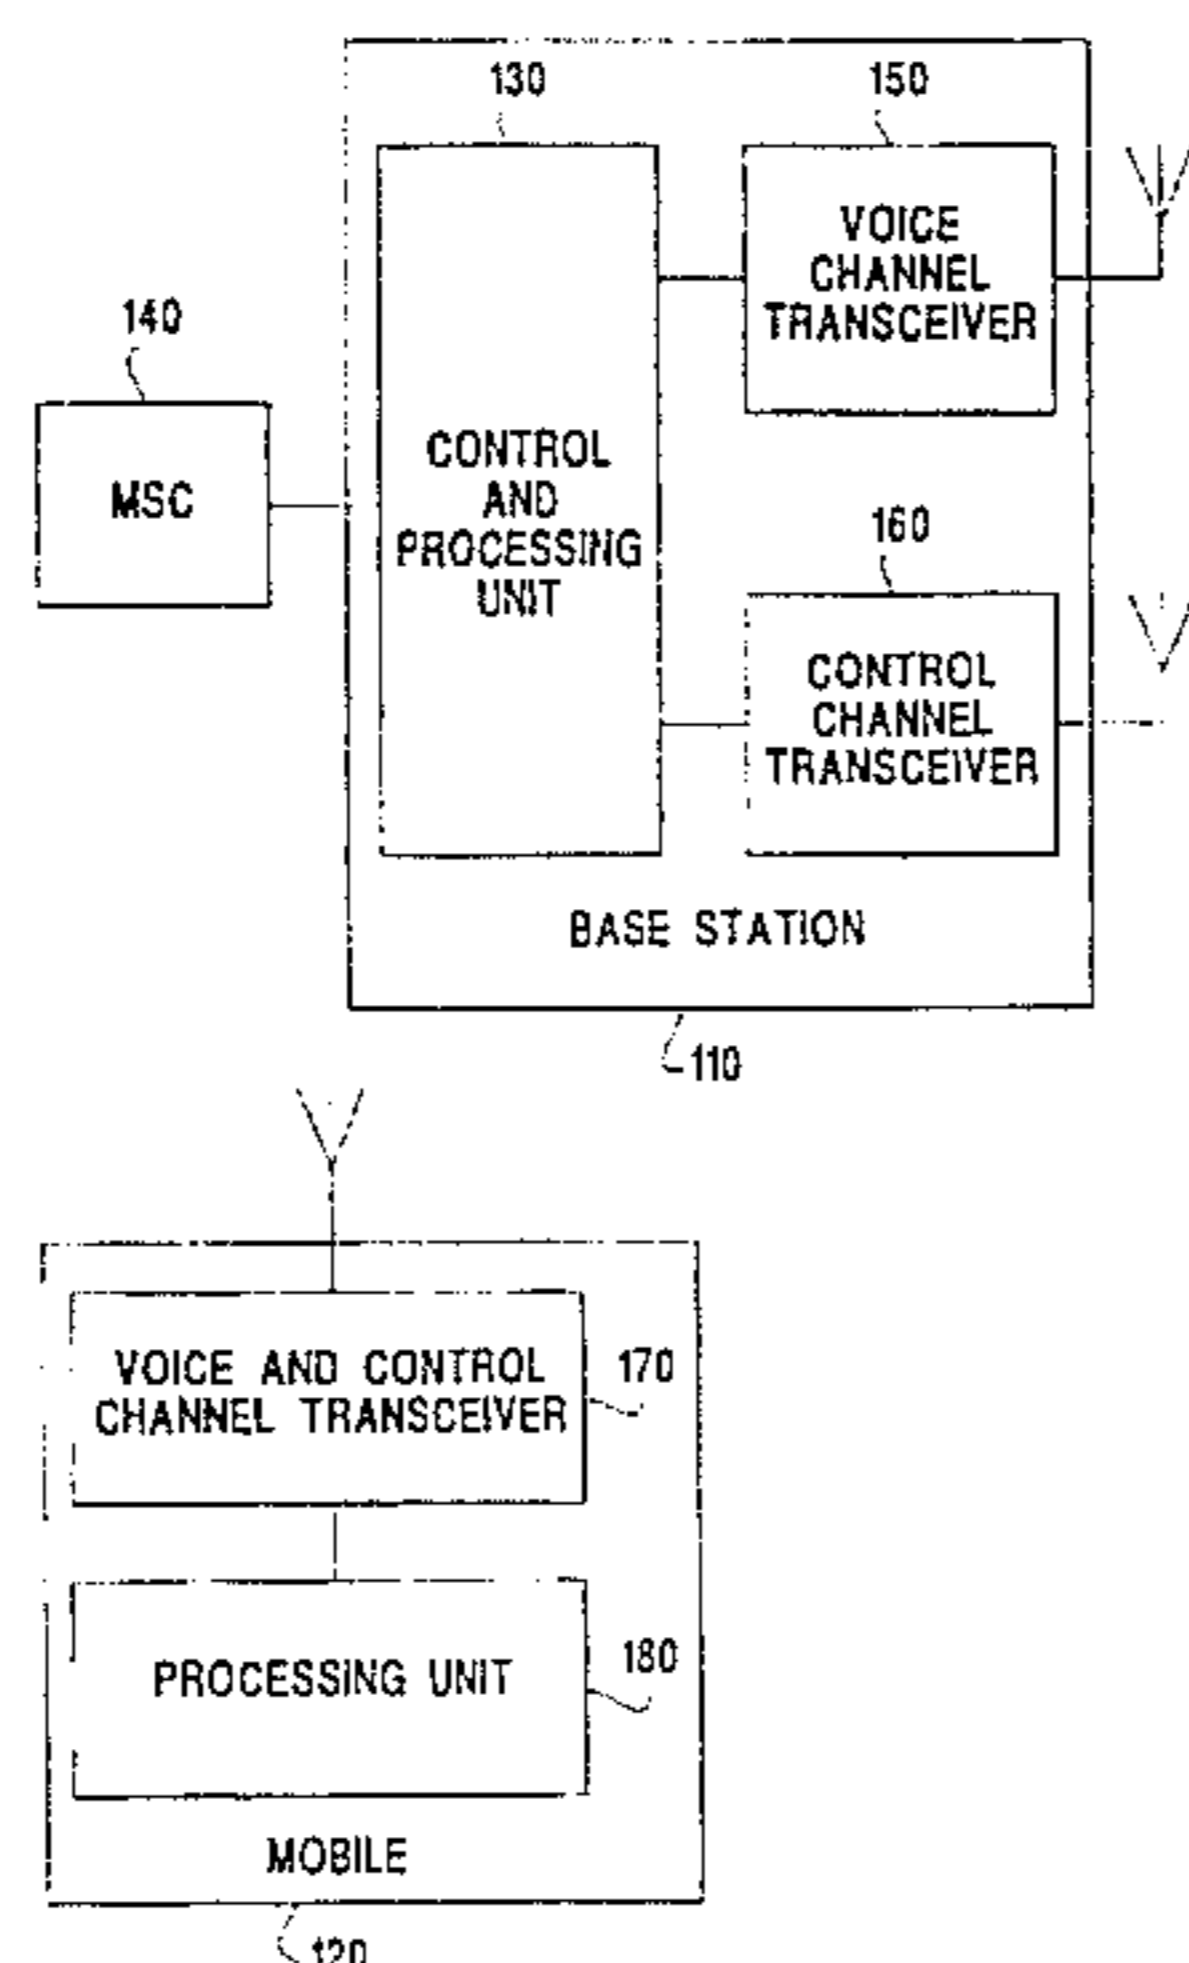 130
150
VOICE
CHANNEL
TRANSCEIVER
140
MSC
CONTROL
AND
PROCESSING
UNIT
160
CONTROL
CHANNEL
TRANSCEIVER
BASE STATION
110
VOICE AND CONTROL
CHANNEL TRANSCEIVER
170
PROCESSING UNIT
180
MOBILE
120